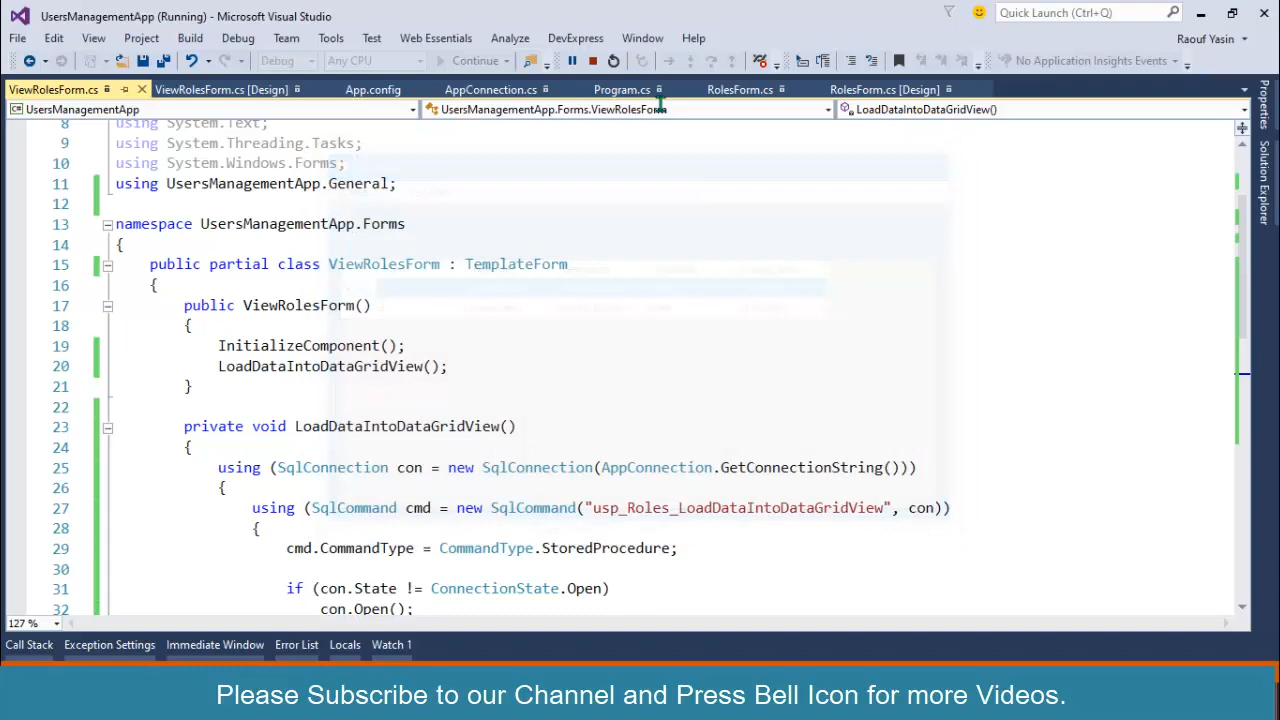 UsersManagementApp (Running) - Microsoft Visual Studio
Quick Launch (Ctrl+Q)
File Edit View Project Build Debug Team Tools Test Web Essentials Analyze DevExpress Window Help
Raouf Yasin
Debug Any CPU Continue No Application Insights Events
ViewRolesForm.cs ViewRolesForm.cs [Design] App.config AppConnection.cs Program.cs RolesForm.cs RolesForm.cs [Design]
UsersManagementApp UsersManagementApp.Forms.ViewRolesForm LoadDataIntoDataGridView()
8 using System.Text;
9 using System.Threading.Tasks;
10 using System.Windows.Forms;
11 using UsersManagementApp.General;
12
13 namespace UsersManagementApp.Forms
14 {
15 public partial class ViewRolesForm : TemplateForm
16 {
17 public ViewRolesForm()
18 {
19 InitializeComponent();
20 LoadDataIntoDataGridView();
21 }
22
23 private void LoadDataIntoDataGridView()
24 {
25 using (SqlConnection con = new SqlConnection(AppConnection.GetConnectionString()))
26 {
27 using (SqlCommand cmd = new SqlCommand("usp_Roles_LoadDataIntoDataGridView", con))
28 {
29 cmd.CommandType = CommandType.StoredProcedure;
30
31 if (con.State != ConnectionState.Open)
32 con.Open();
127 %
Properties
Solution Explorer
Call Stack Exception Settings Immediate Window Error List Locals Watch 1
Please Subscribe to our Channel and Press Bell Icon for more Videos.